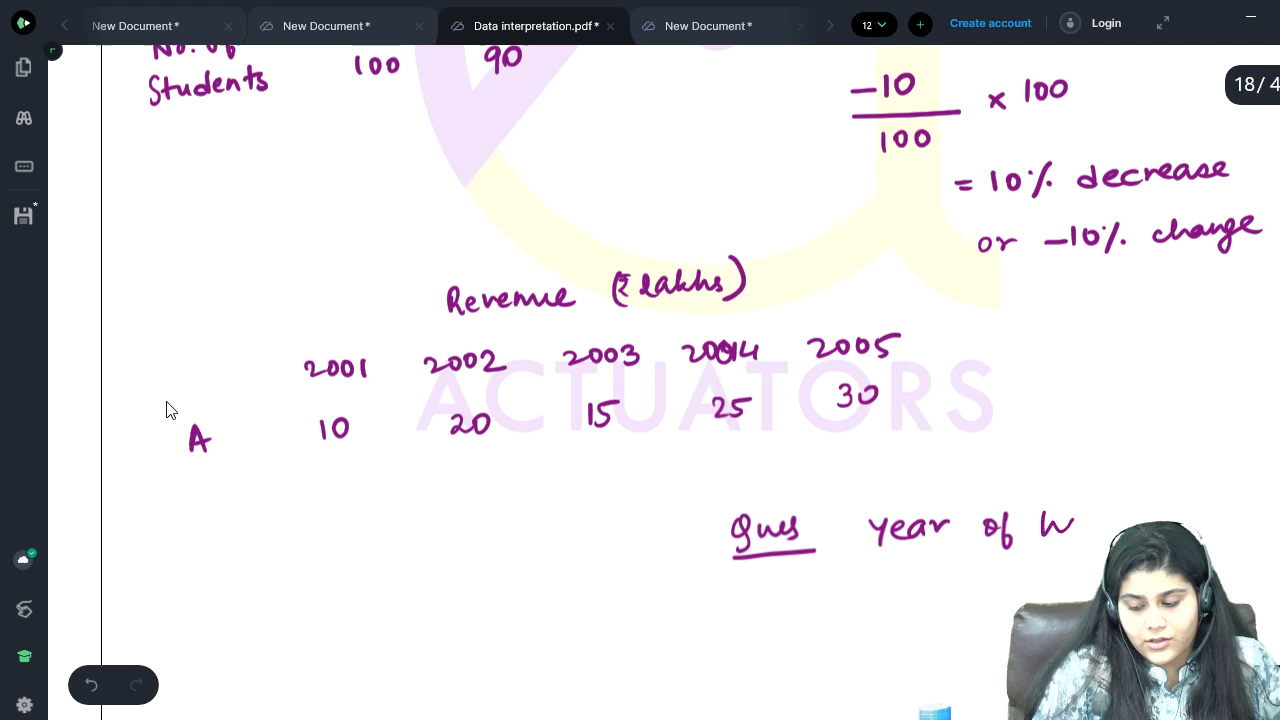 New Document *
New Document *
Data interpretation.pdf *
New Document *
12
Create account
Login
18/4
No. of Students 100 90
-10 / 100 × 100
= 10% decrease
or -10% change
Revenue (₹ lakhs)
2001 2002 2003 2004 2005
A 10 20 15 25 30
ACTUATORS
Ques year of